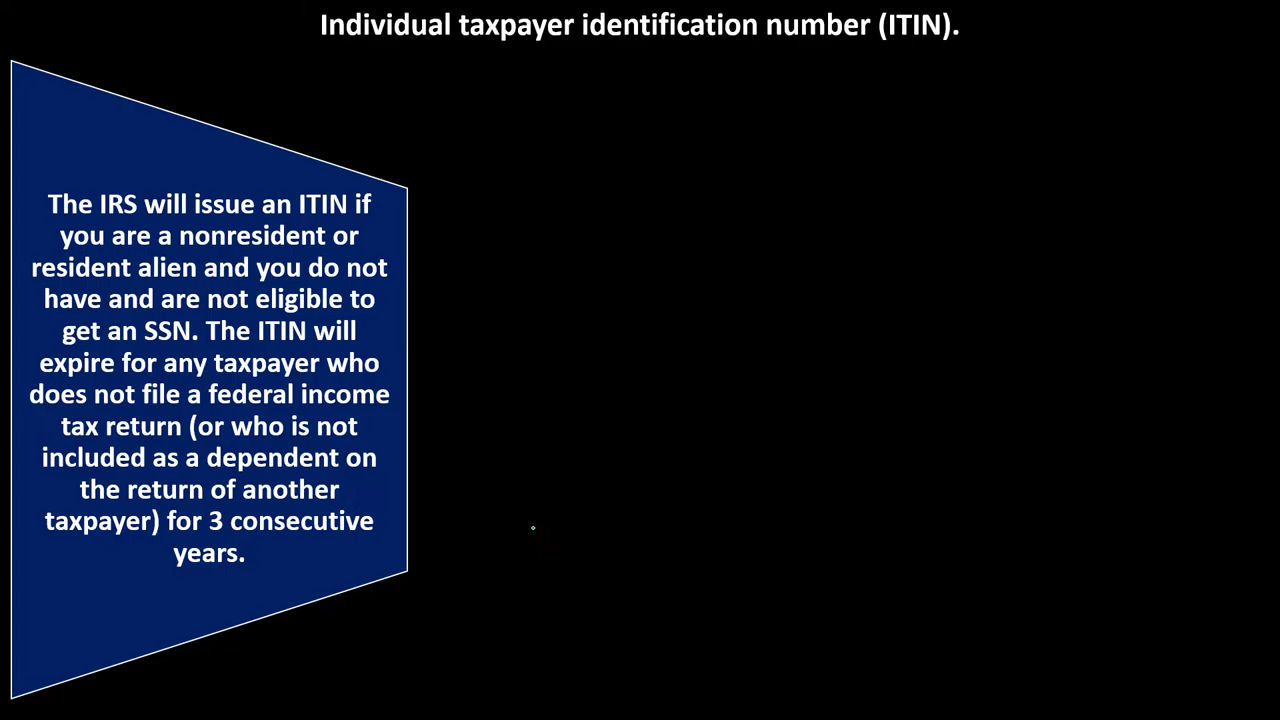 Individual taxpayer identification number (ITIN).
The IRS will issue an ITIN if
you are a nonresident or
resident alien and you do not
have and are not eligible to
get an SSN. The ITIN will
expire for any taxpayer who
does not file a federal income
tax return (or who is not
included as a dependent on
the return of another
taxpayer) for 3 consecutive
years.